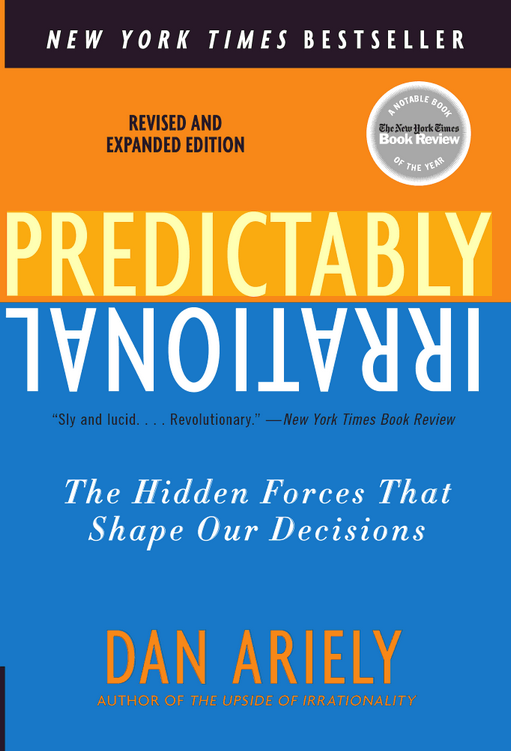 NEW YORK TIMES BESTSELLER
REVISED AND
EXPANDED EDITION
A NOTABLE BOOK
The New York Times
Book Review
OF THE YEAR
PREDICTABLY
IRRATIONAL
“Sly and lucid. . . . Revolutionary.” —New York Times Book Review
The Hidden Forces That
Shape Our Decisions
DAN ARIELY
AUTHOR OF THE UPSIDE OF IRRATIONALITY